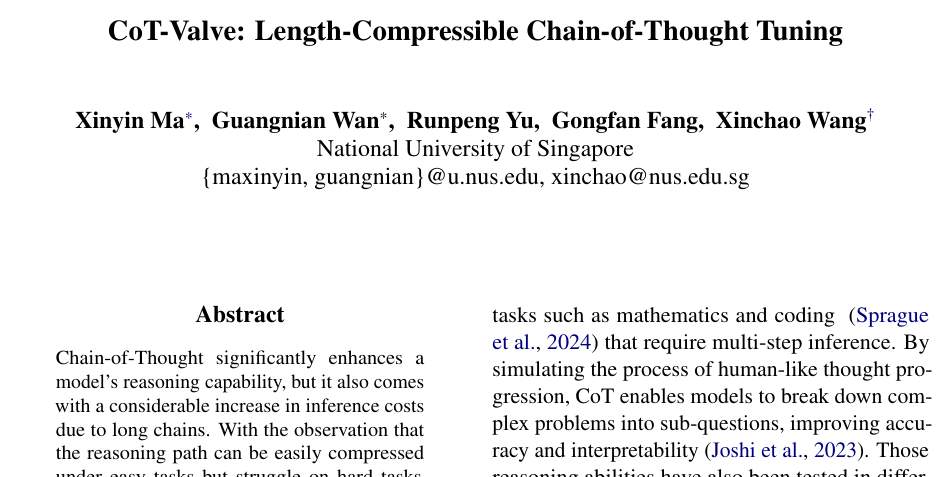 CoT-Valve: Length-Compressible Chain-of-Thought Tuning
Xinyin Ma*, Guangnian Wan*, Runpeng Yu, Gongfan Fang, Xinchao Wang†
National University of Singapore
{maxinyin, guangnian}@u.nus.edu, xinchao@nus.edu.sg
Abstract
Chain-of-Thought significantly enhances a
model's reasoning capability, but it also comes
with a considerable increase in inference costs
due to long chains. With the observation that
the reasoning path can be easily compressed
under easy tasks but struggle on hard tasks,
tasks such as mathematics and coding (Sprague
et al., 2024) that require multi-step inference. By
simulating the process of human-like thought pro-
gression, CoT enables models to break down com-
plex problems into sub-questions, improving accu-
racy and interpretability (Joshi et al., 2023). Those
reasoning abilities have also been tested in differ-